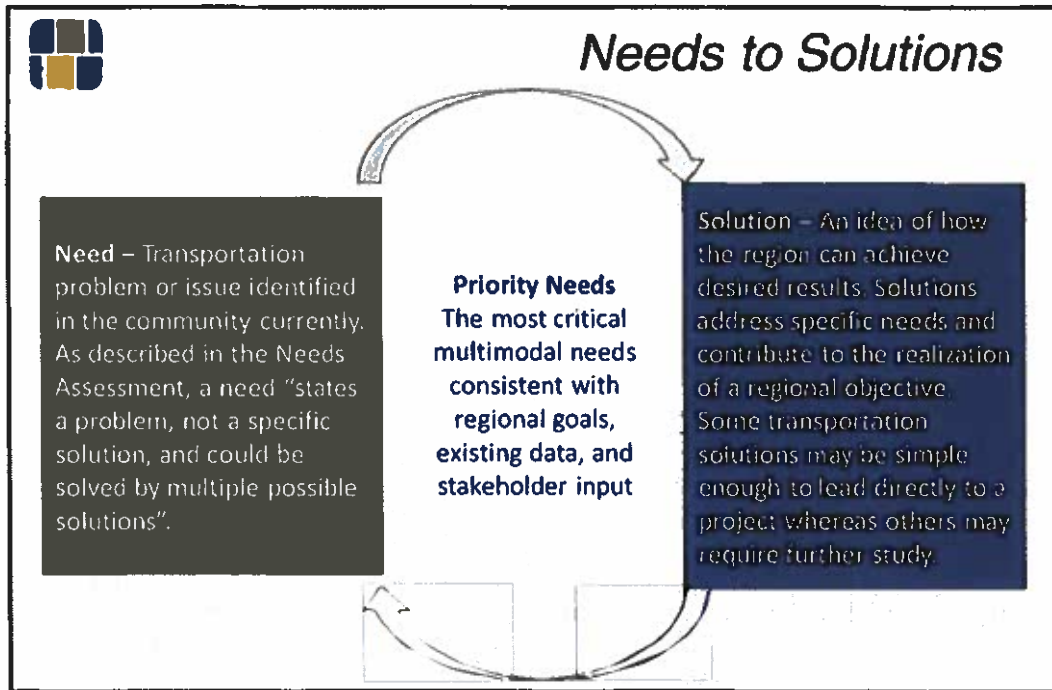 Needs to Solutions
Need – Transportation
problem or issue identified
in the community currently.
As described in the Needs
Assessment, a need “states
a problem, not a specific
solution, and could be
solved by multiple possible
solutions”.
Priority Needs
The most critical
multimodal needs
consistent with
regional goals,
existing data, and
stakeholder input
Solution – An idea of how
the region can achieve
desired results. Solutions
address specific needs and
contribute to the realization
of a regional objective.
Some transportation
solutions may be simple
enough to lead directly to a
project whereas others may
require further study.